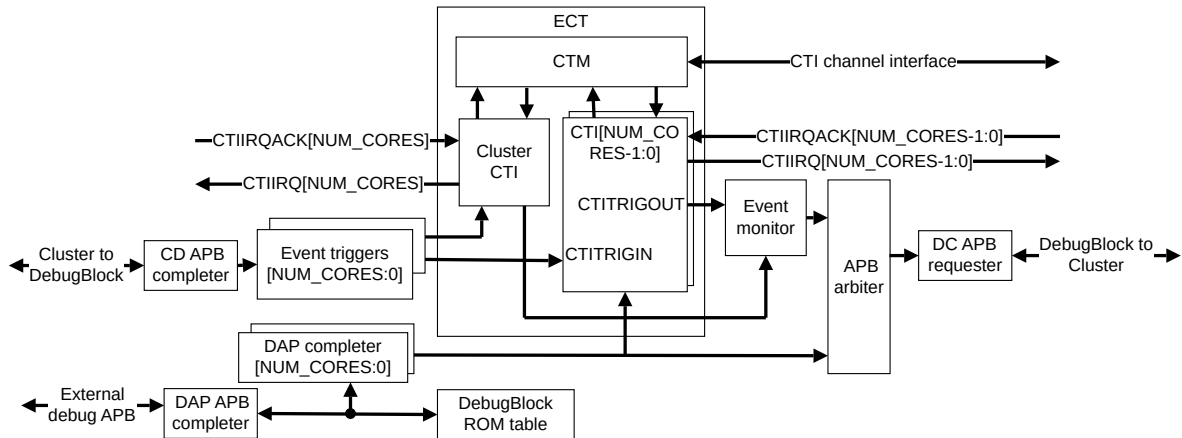 ECT
CTM
CTI channel interface
CTIIRQACK[NUM_CORES]
Cluster
CTI
CTI[NUM_CO
RES-1:0]
CTIIRQACK[NUM_CORES-1:0]
CTIIRQ[NUM_CORES-1:0]
CTIIRQ[NUM_CORES]
CTITRIGOUT
Event
monitor
Cluster to
DebugBlock
CD APB
completer
Event triggers
[NUM_CORES:0]
CTITRIGIN
APB
arbiter
DC APB
requester
DebugBlock to
Cluster
DAP completer
[NUM_CORES:0]
External
debug APB
DAP APB
completer
DebugBlock
ROM table